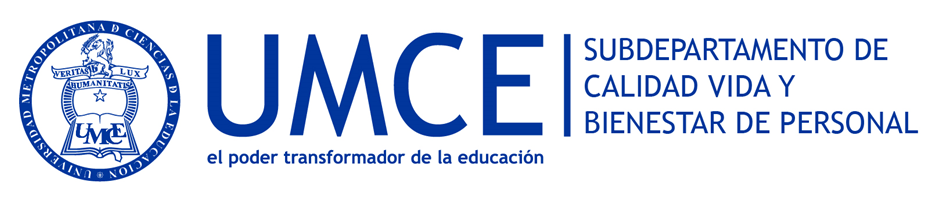 UNIVERSIDAD METROPOLITANA D CIENCIAS D LA EDUCACION
VERITAS LUX
HUMANITATIS
UMCE
UMCE
el poder transformador de la educación
SUBDEPARTAMENTO DE
CALIDAD VIDA Y
BIENESTAR DE PERSONAL